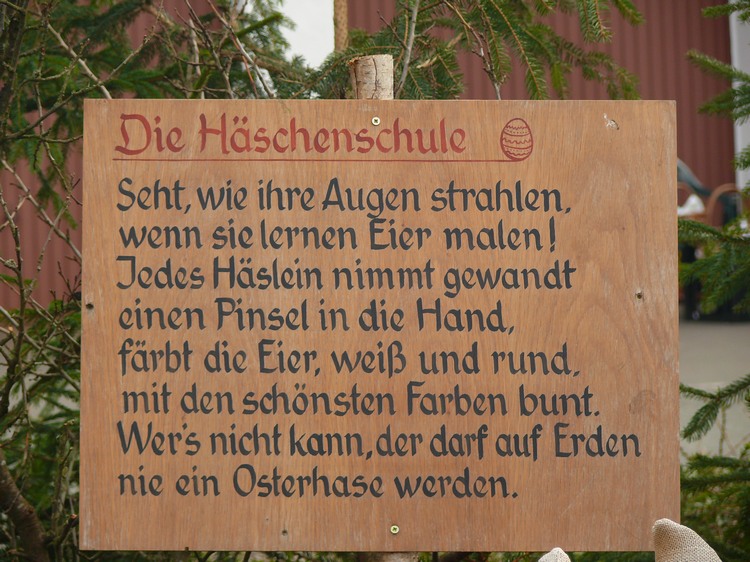 Die Häschenschule
Seht, wie ihre Augen strahlen,
wenn sie lernen Eier malen!
Jedes Häslein nimmt gewandt
einen Pinsel in die Hand,
färbt die Eier, weiß und rund,
mit den schönsten Farben bunt.
Wer's nicht kann, der darf auf Erden
nie ein Osterhase werden.